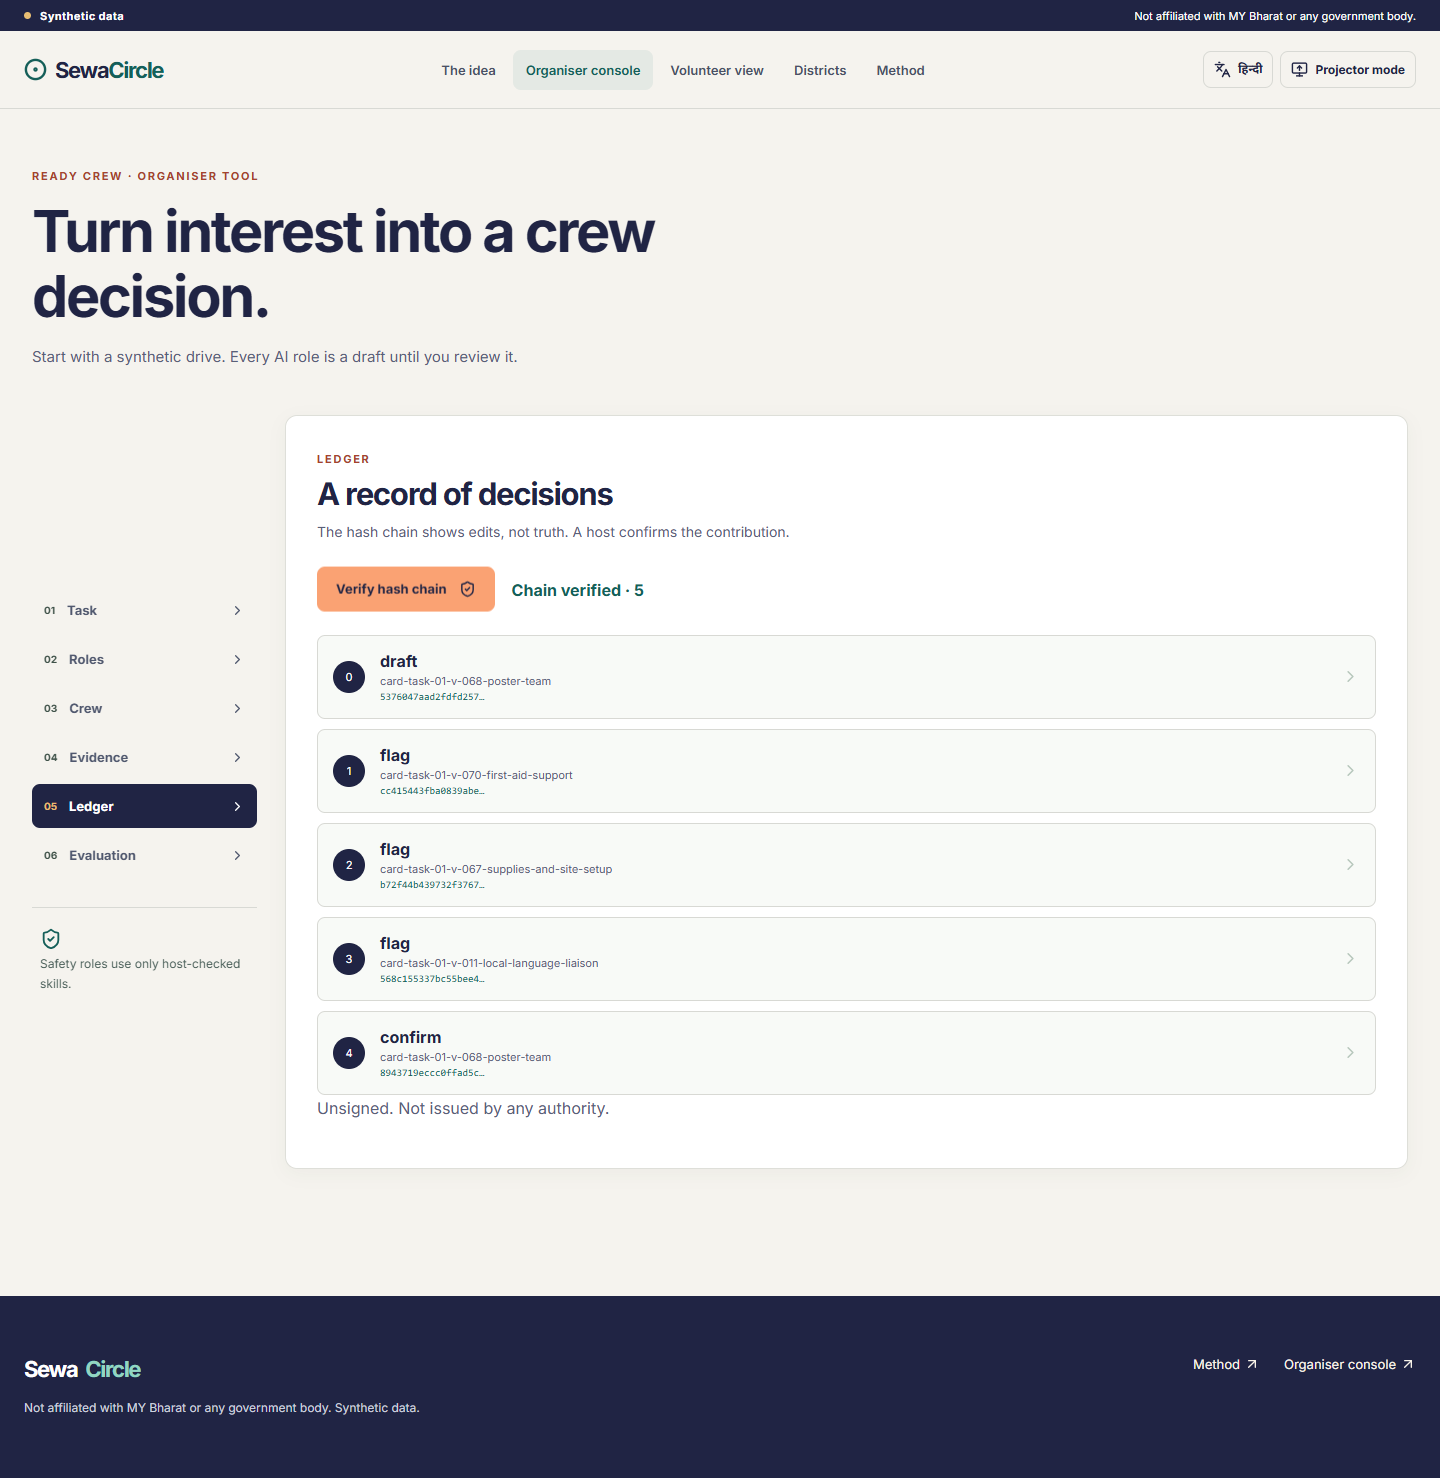 Synthetic data
Not affiliated with MY Bharat or any government body.
SewaCircle
The idea
Organiser console
Volunteer view
Districts
Method
हिन्दी
Projector mode
READY CREW · ORGANISER TOOL
Turn interest into a crew
decision.
Start with a synthetic drive. Every AI role is a draft until you review it.
01 Task
02 Roles
03 Crew
04 Evidence
05 Ledger
06 Evaluation
Safety roles use only host-checked
skills.
LEDGER
A record of decisions
The hash chain shows edits, not truth. A host confirms the contribution.
Verify hash chain
Chain verified · 5
0
draft
card-task-01-v-068-poster-team
5376047aad2fdfd257…
1
flag
card-task-01-v-070-first-aid-support
cc415443fba0839abe…
2
flag
card-task-01-v-067-supplies-and-site-setup
b72f44b439732f3767…
3
flag
card-task-01-v-011-local-language-liaison
568c155337bc55bee4…
4
confirm
card-task-01-v-068-poster-team
8943719eccc0ffad5c…
Unsigned. Not issued by any authority.
Sewa Circle
Not affiliated with MY Bharat or any government body. Synthetic data.
Method
Organiser console